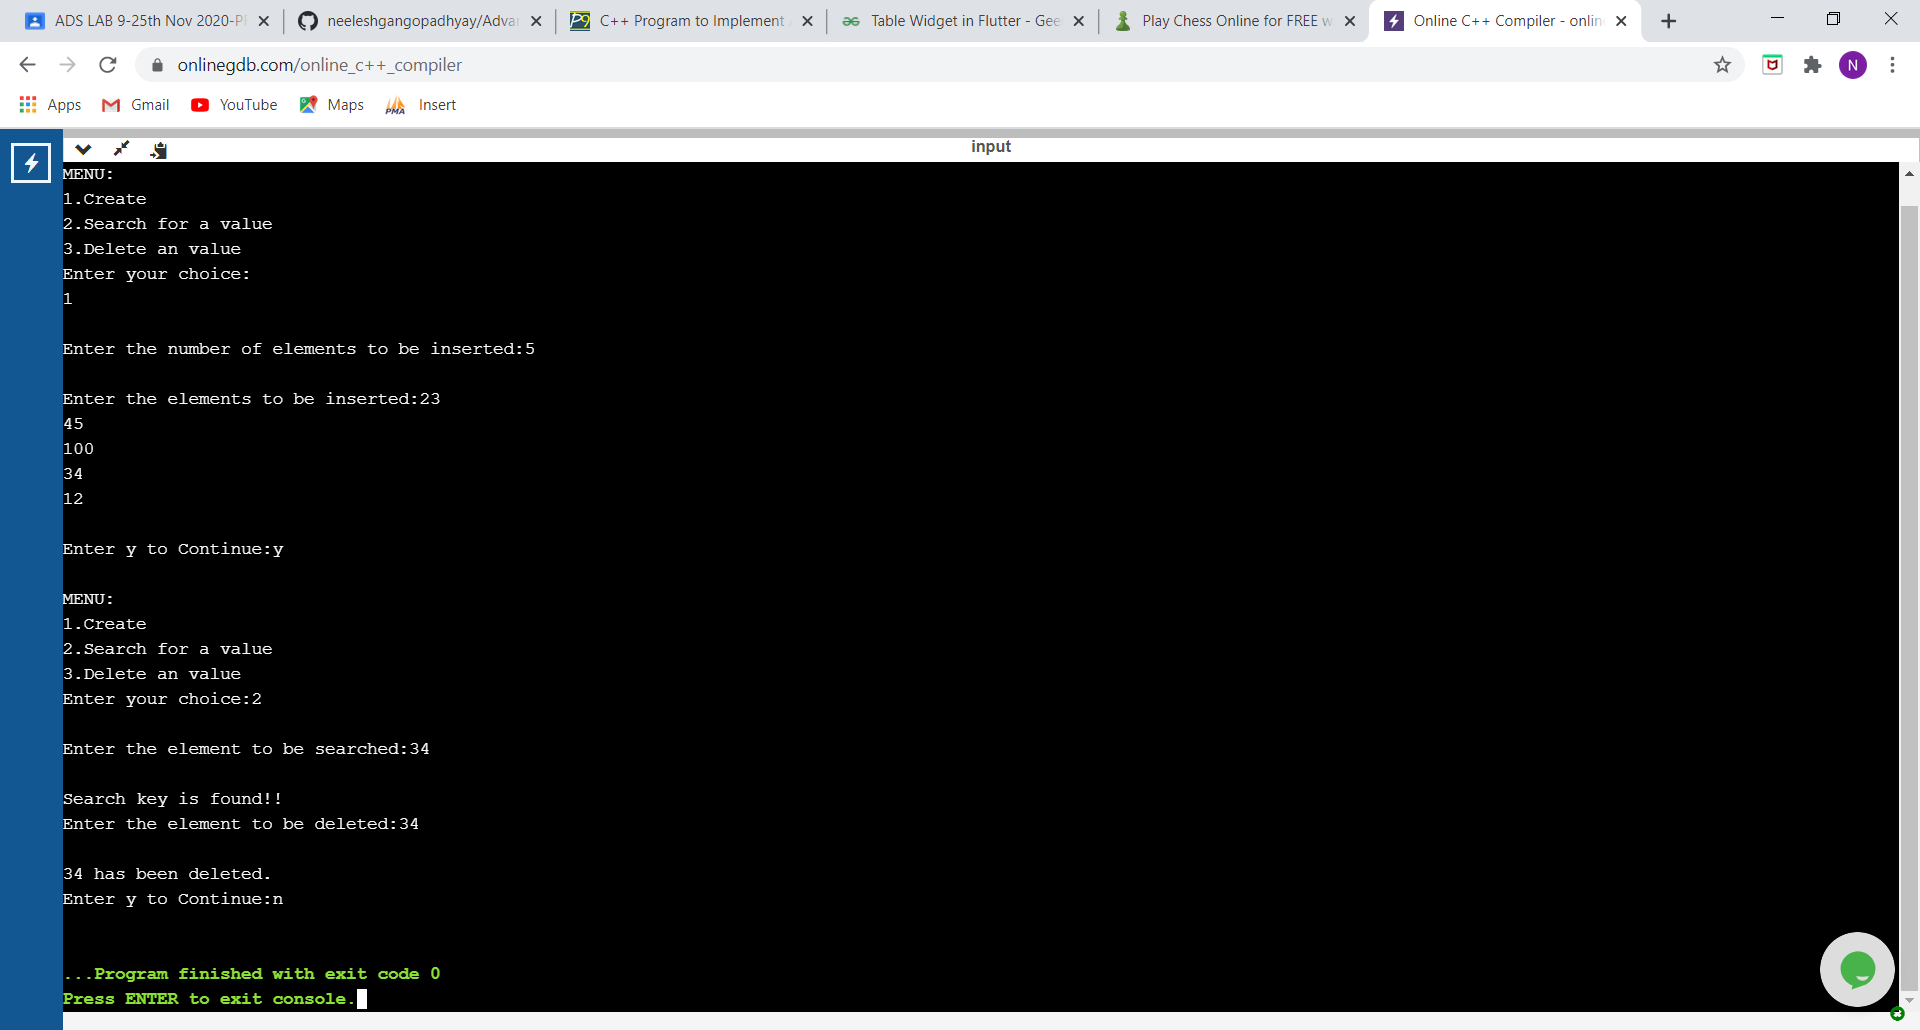 ADS LAB 9-25th Nov 2020-P
neeleshgangopadhyay/Advar
C++ Program to Implement
Table Widget in Flutter - Gee
Play Chess Online for FREE w
Online C++ Compiler - onlin
onlinegdb.com/online_c++_compiler
N
Apps
Gmail
YouTube
Maps
PMA
Insert
input
MENU:
1.Create
2.Search for a value
3.Delete an value
Enter your choice:
1
Enter the number of elements to be inserted:5
Enter the elements to be inserted:23
45
100
34
12
Enter y to Continue:y
MENU:
1.Create
2.Search for a value
3.Delete an value
Enter your choice:2
Enter the element to be searched:34
Search key is found!!
Enter the element to be deleted:34
34 has been deleted.
Enter y to Continue:n
...Program finished with exit code 0
Press ENTER to exit console.